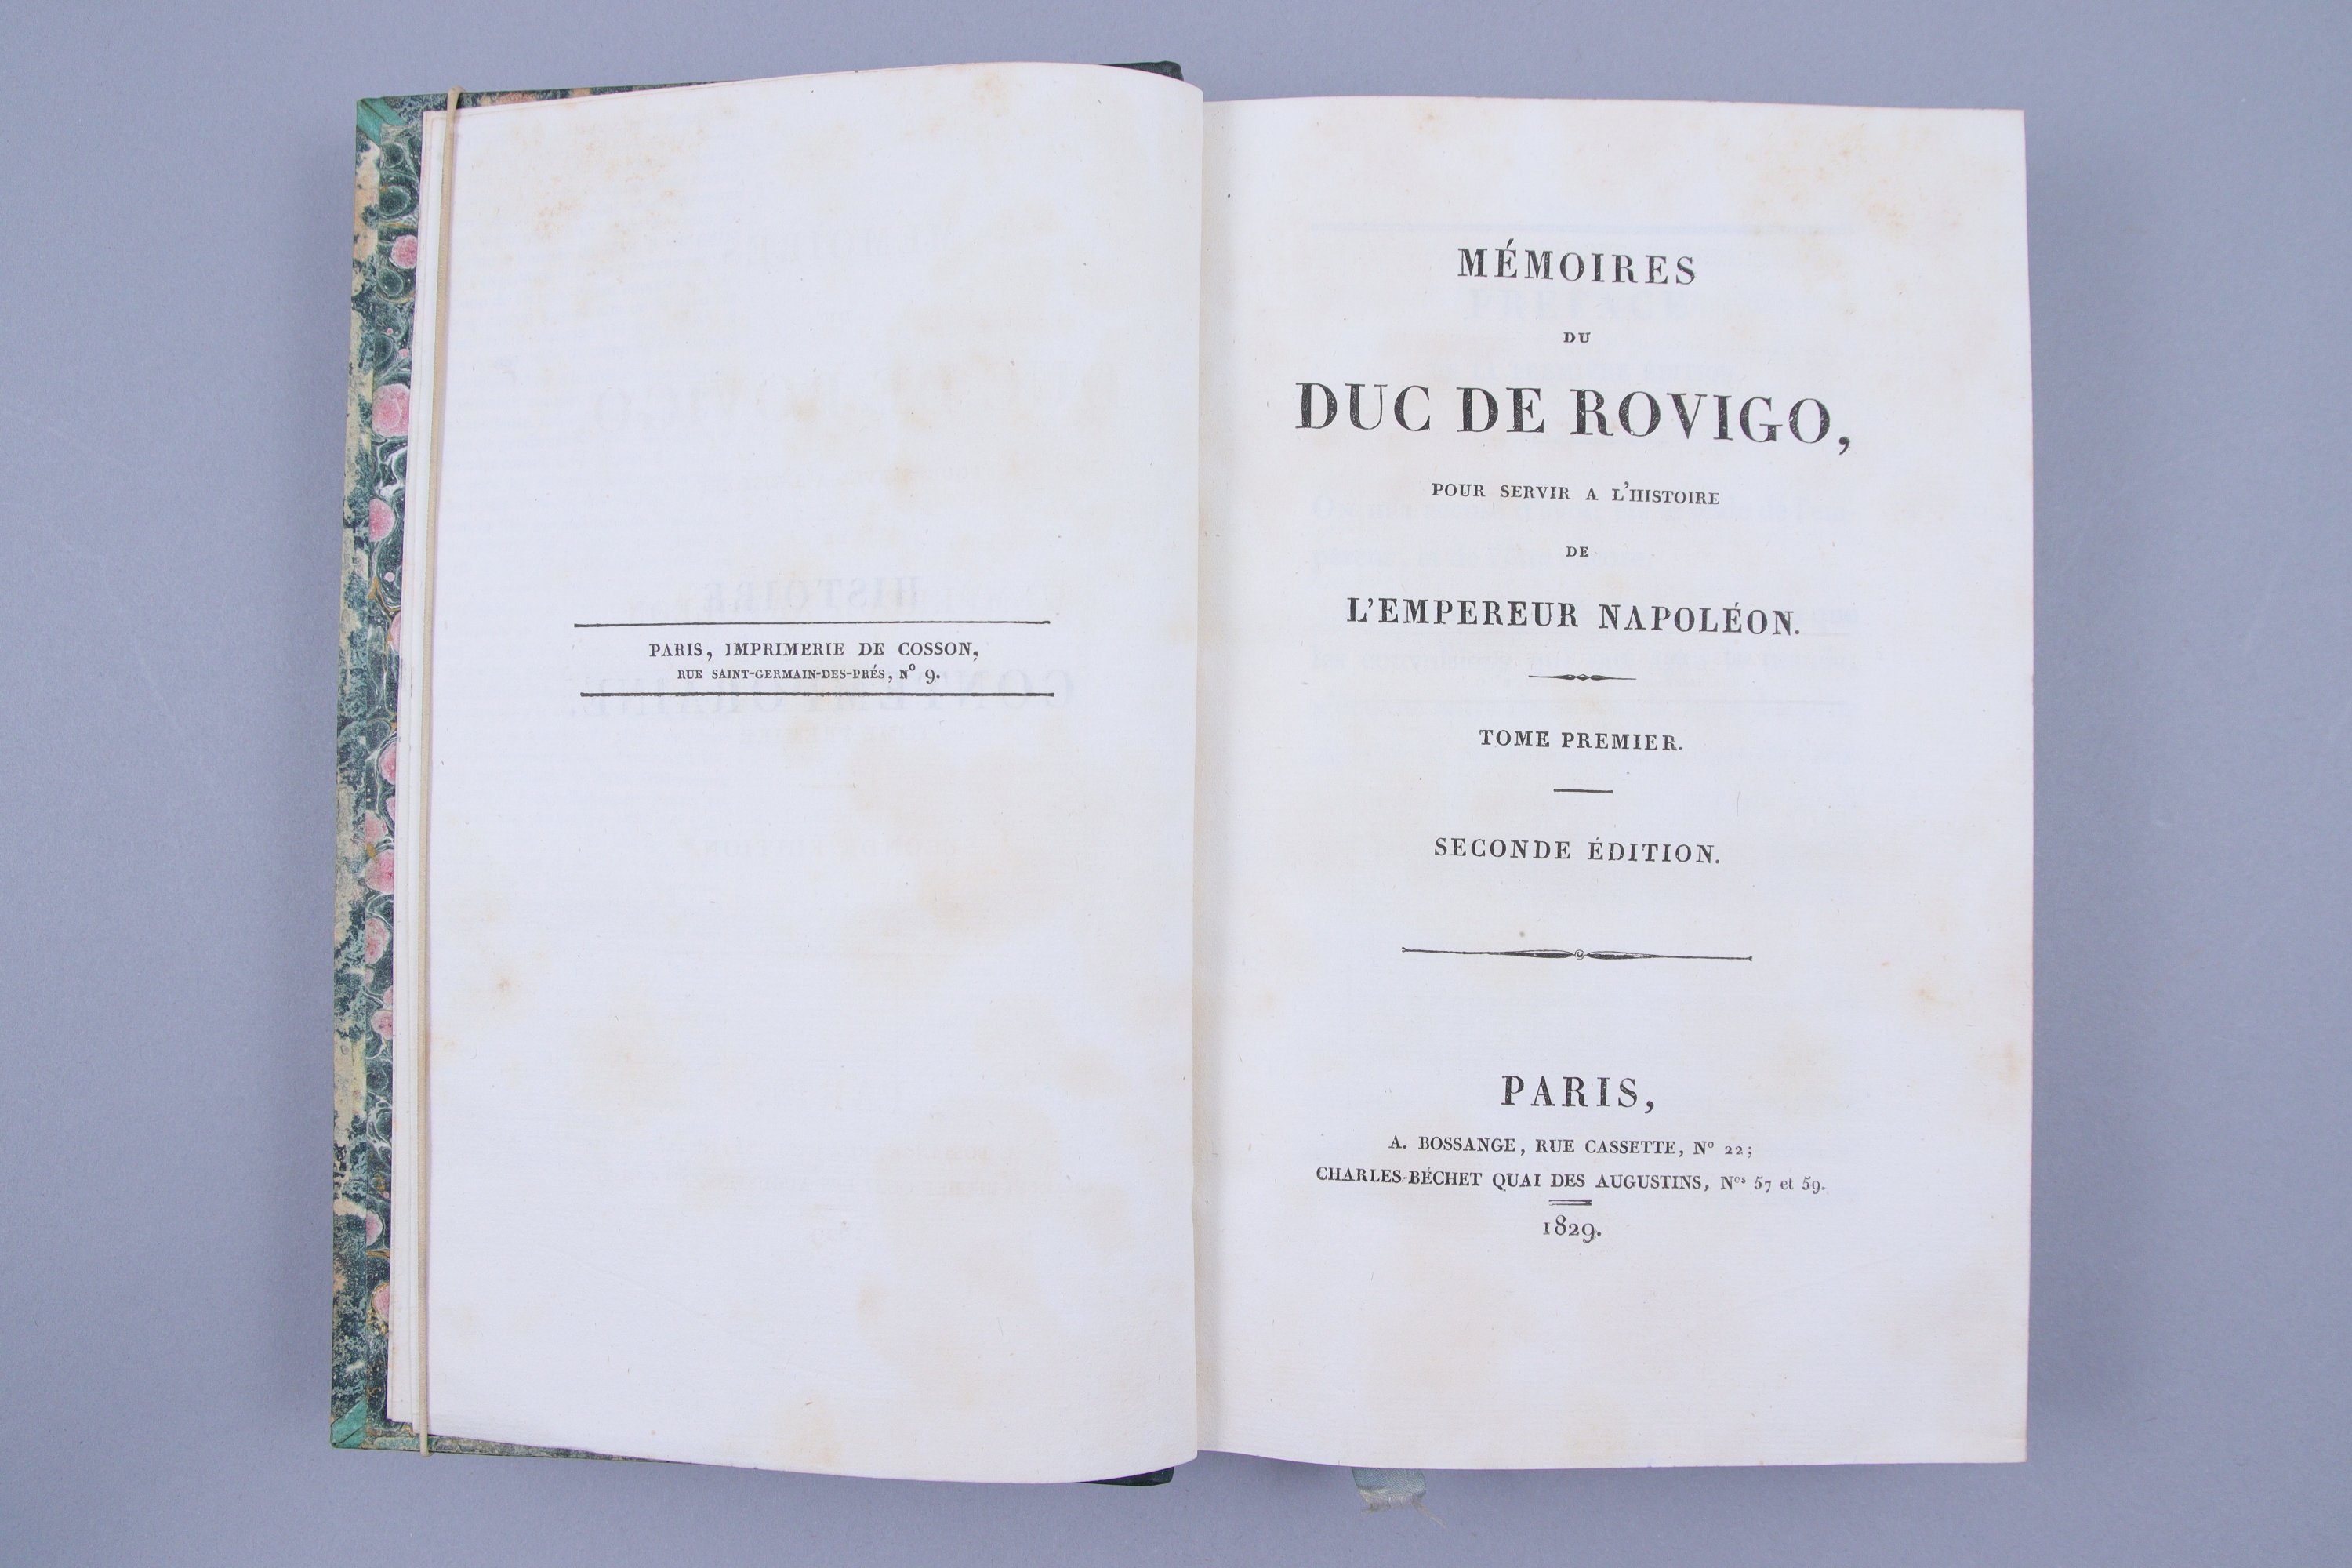 PARIS, IMPRIMERIE DE COSSON,
RUE SAINT-GERMAIN-DES-PRÉS, Nº 9.
MÉMOIRES
DU
DUC DE ROVIGO,
POUR SERVIR A L'HISTOIRE
DE
L'EMPEREUR NAPOLÉON.
TOME PREMIER.
SECONDE ÉDITION.
PARIS,
A. BOSSANGE, RUE CASSETTE, Nº 22;
CHARLES-BÉCHET QUAI DES AUGUSTINS, Nᵒˢ 57 et 59.
1829.